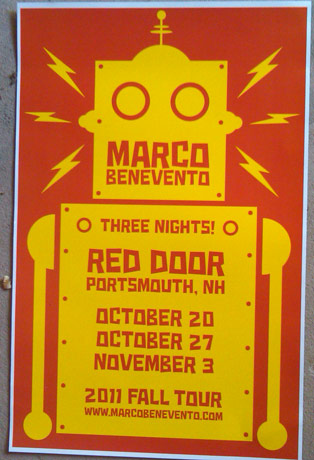 MARCO
BENEVENTO
THREE NIGHTS!
RED DOOR
PORTSMOUTH, NH
OCTOBER 20
OCTOBER 27
NOVEMBER 3
2011 FALL TOUR
WWW.MARCOBENEVENTO.COM